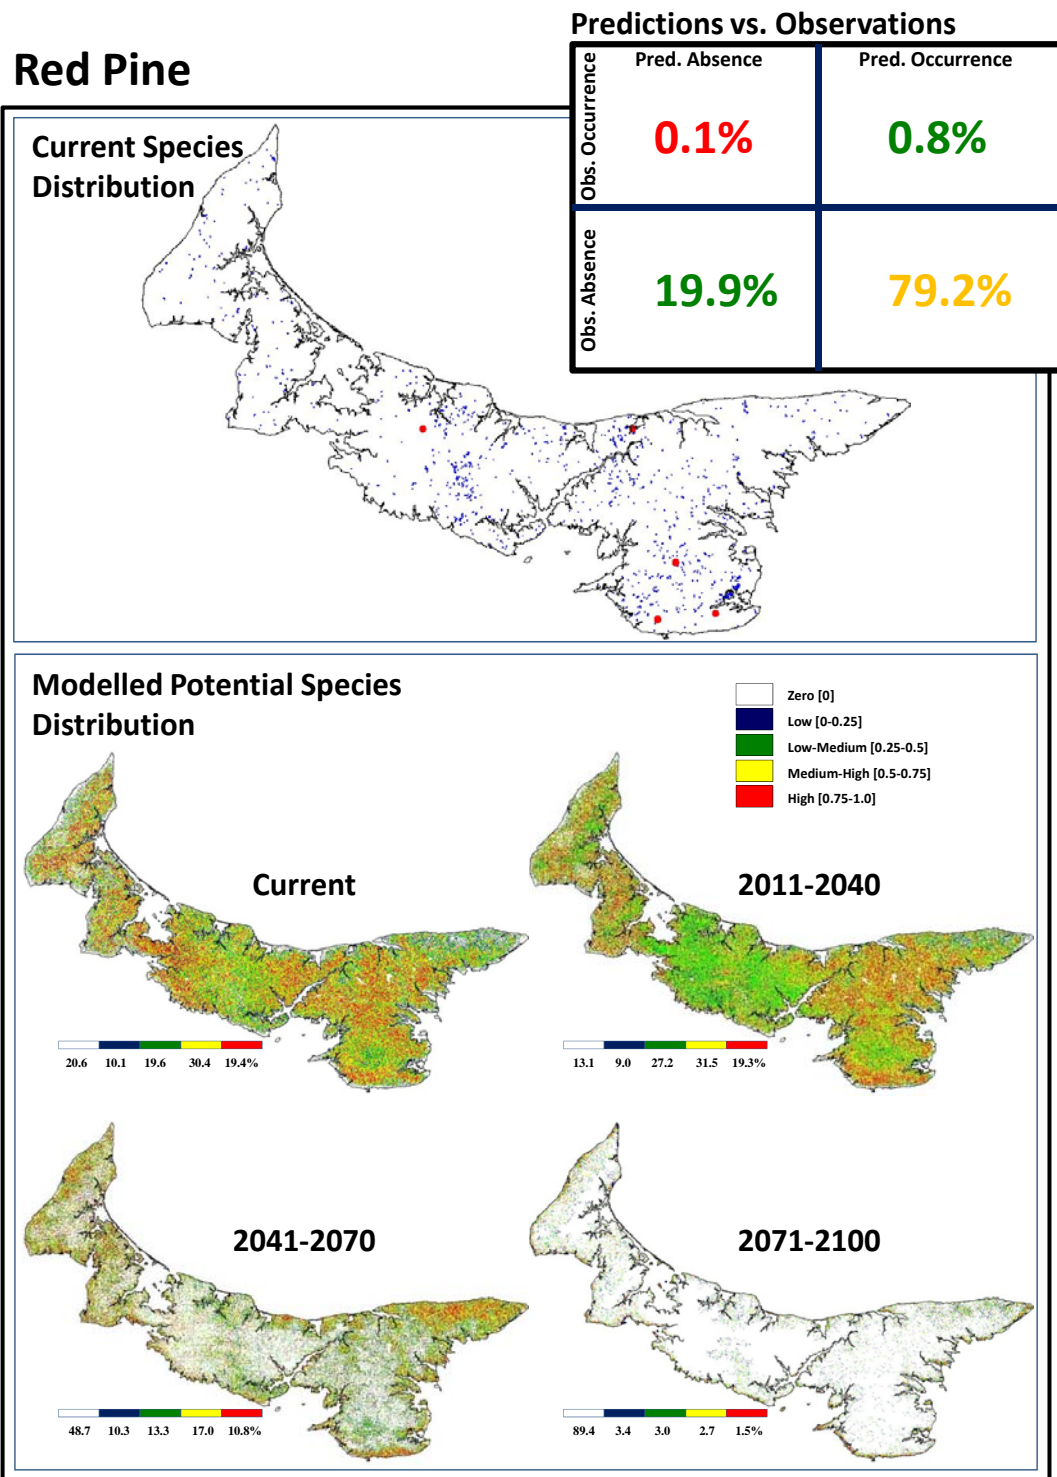 Red Pine
Predictions vs. Observations
Pred. Absence
Pred. Occurrence
Obs. Occurrence
0.1%
0.8%
Obs. Absence
19.9%
79.2%
Current Species
Distribution
Modelled Potential Species
Distribution
Zero [0]
Low [0-0.25]
Low-Medium [0.25-0.5]
Medium-High [0.5-0.75]
High [0.75-1.0]
Current
20.6 10.1 19.6 30.4 19.4%
2011-2040
13.1 9.0 27.2 31.5 19.3%
2041-2070
48.7 10.3 13.3 17.0 10.8%
2071-2100
89.4 3.4 3.0 2.7 1.5%